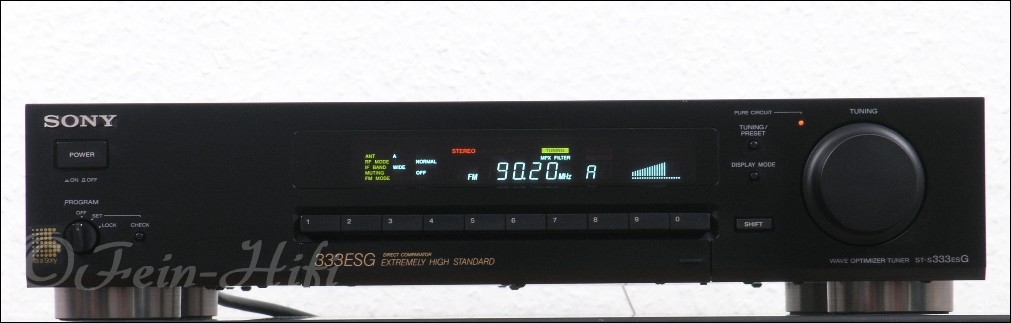 SONY
POWER
ON OFF
PROGRAM
OFF
SET
LOCK
CHECK
It's a Sony
©Fein-Hifi
ANT A
RF MODE NORMAL
IF BAND WIDE
MUTING OFF
FM MODE
STEREO
TUNING
MPX FILTER
FM 90.20 MHz A
1 2 3 4 5 6 7 8 9 0
333ESG DIRECT COMPARATOR
EXTREMELY HIGH STANDARD
PURE CIRCUIT
TUNING/
PRESET
DISPLAY MODE
SHIFT
TUNING
WAVE OPTIMIZER TUNER ST-S333ESG